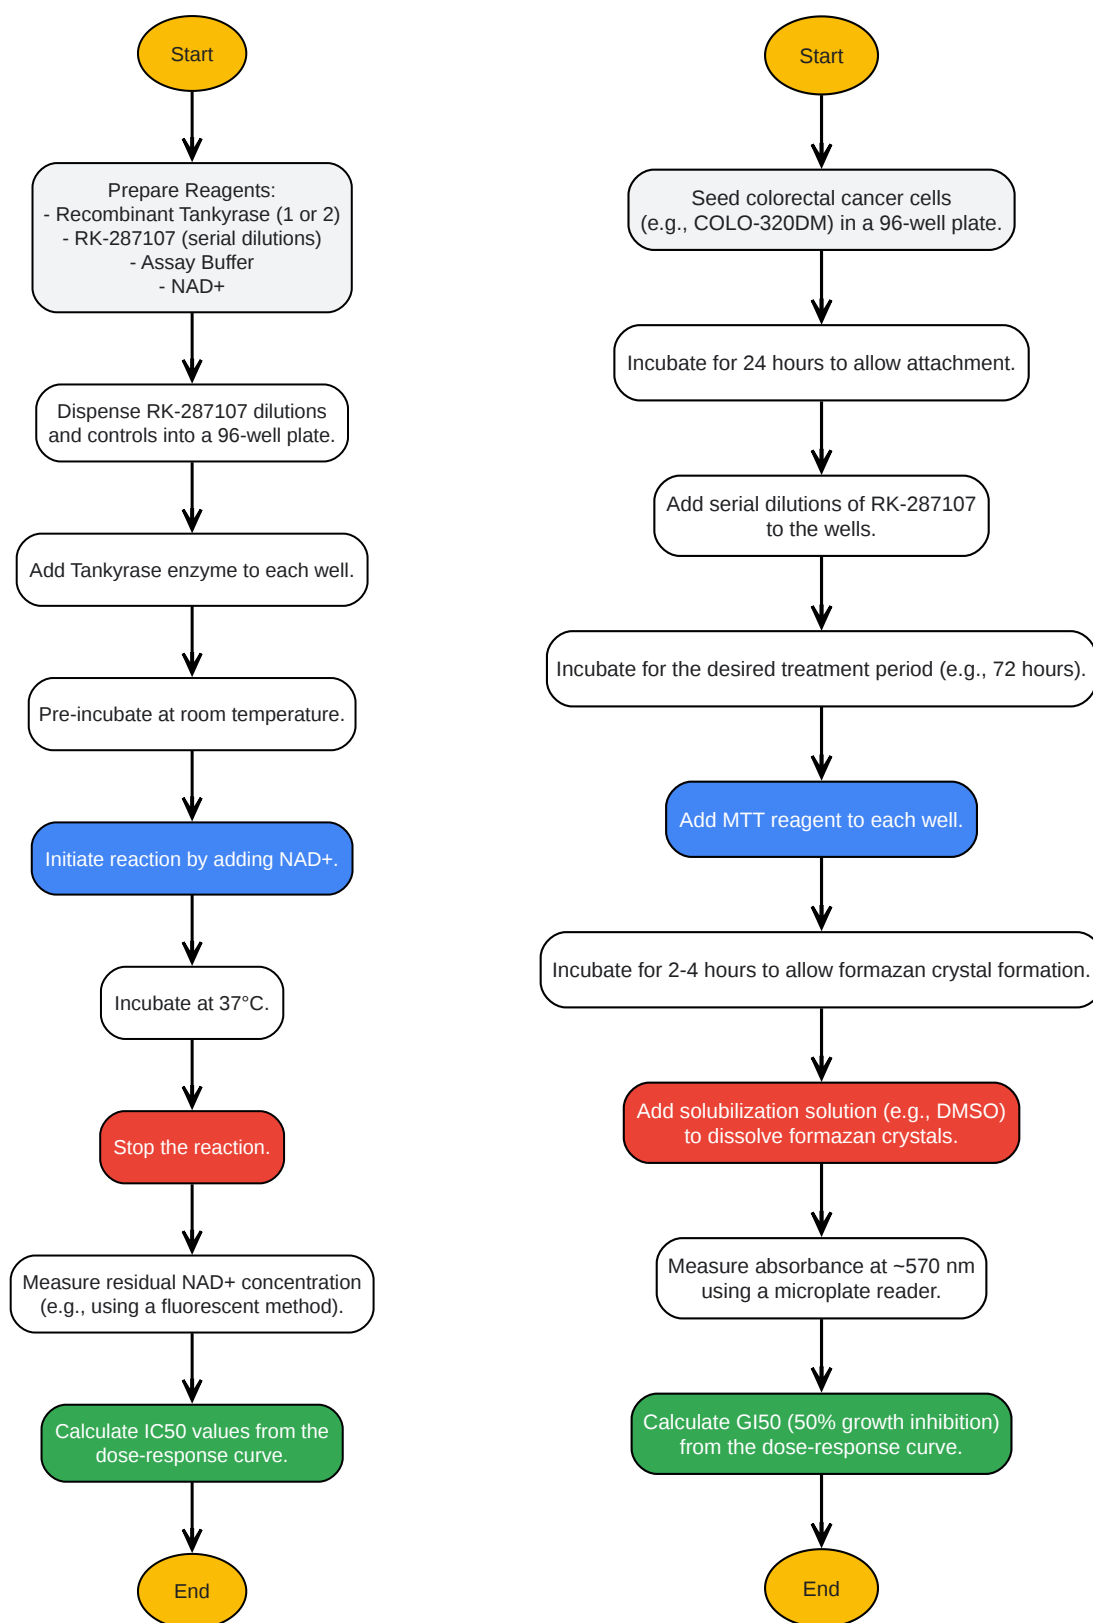 Start
Prepare Reagents:
- Recombinant Tankyrase (1 or 2)
- RK-287107 (serial dilutions)
- Assay Buffer
- NAD+
Dispense RK-287107 dilutions
and controls into a 96-well plate.
Add Tankyrase enzyme to each well.
Pre-incubate at room temperature.
Initiate reaction by adding NAD+.
Incubate at 37°C.
Stop the reaction.
Measure residual NAD+ concentration
(e.g., using a fluorescent method).
Calculate IC50 values from the
dose-response curve.
End
Start
Seed colorectal cancer cells
(e.g., COLO-320DM) in a 96-well plate.
Incubate for 24 hours to allow attachment.
Add serial dilutions of RK-287107
to the wells.
Incubate for the desired treatment period (e.g., 72 hours).
Add MTT reagent to each well.
Incubate for 2-4 hours to allow formazan crystal formation.
Add solubilization solution (e.g., DMSO)
to dissolve formazan crystals.
Measure absorbance at ~570 nm
using a microplate reader.
Calculate GI50 (50% growth inhibition)
from the dose-response curve.
End